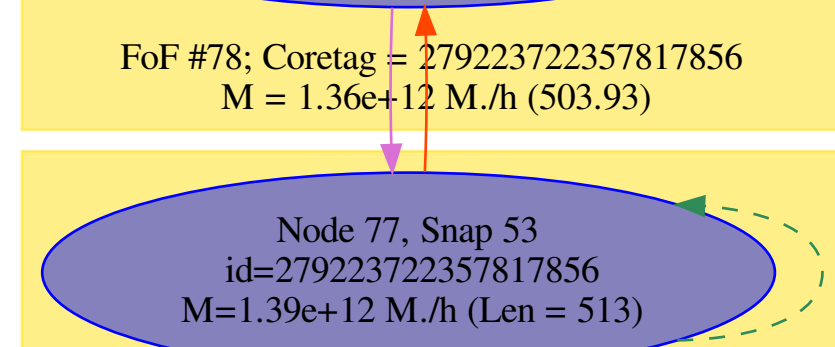 FoF #78; Coretag = 279223722357817856
M = 1.36e+12 M./h (503.93)
Node 77, Snap 53
id=279223722357817856
M=1.39e+12 M./h (Len = 513)